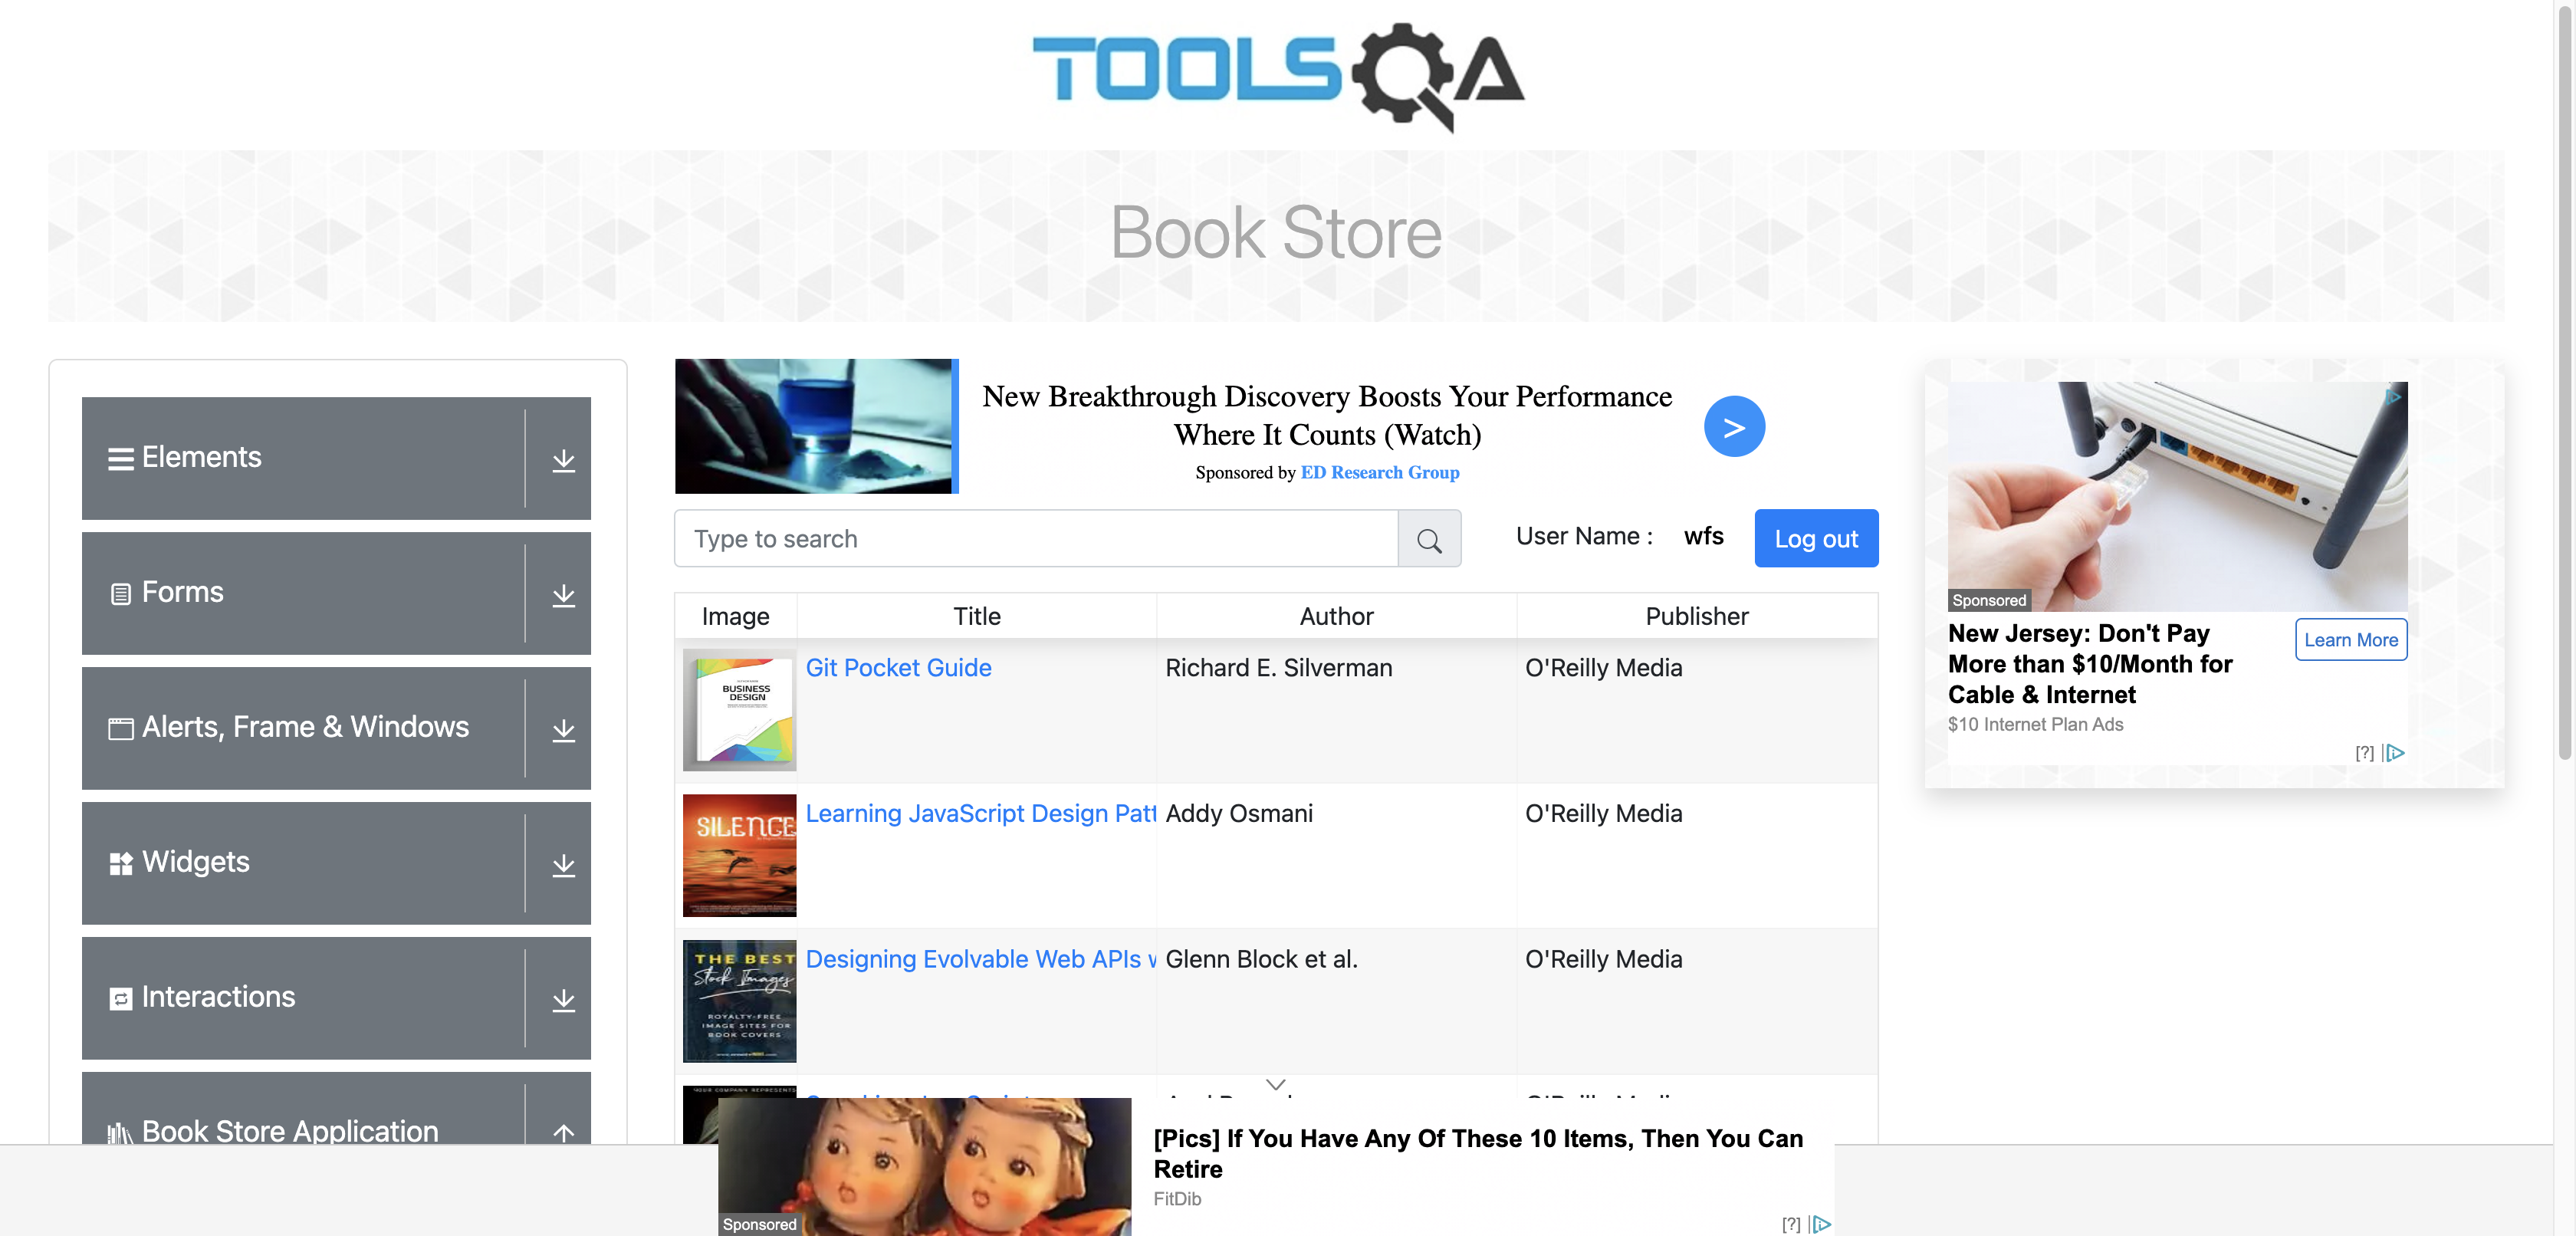 TOOLSQA
Book Store
Elements
Forms
Alerts, Frame & Windows
Widgets
Interactions
Book Store Application
New Breakthrough Discovery Boosts Your Performance
Where It Counts (Watch)
Sponsored by ED Research Group
>
Type to search
User Name :
wfs
Log out
Image
Title
Author
Publisher
BUSINESS
DESIGN
Git Pocket Guide
Richard E. Silverman
O'Reilly Media
SILENCE
Learning JavaScript Design Patt
Addy Osmani
O'Reilly Media
THE BEST
Stock Images
ROYALTY-FREE
IMAGE SITES FOR
BOOK COVERS
Designing Evolvable Web APIs
Glenn Block et al.
O'Reilly Media
Sponsored
[Pics] If You Have Any Of These 10 Items, Then You Can
Retire
FitDib
[?]
Sponsored
New Jersey: Don't Pay
More than $10/Month for
Cable & Internet
$10 Internet Plan Ads
Learn More
[?]